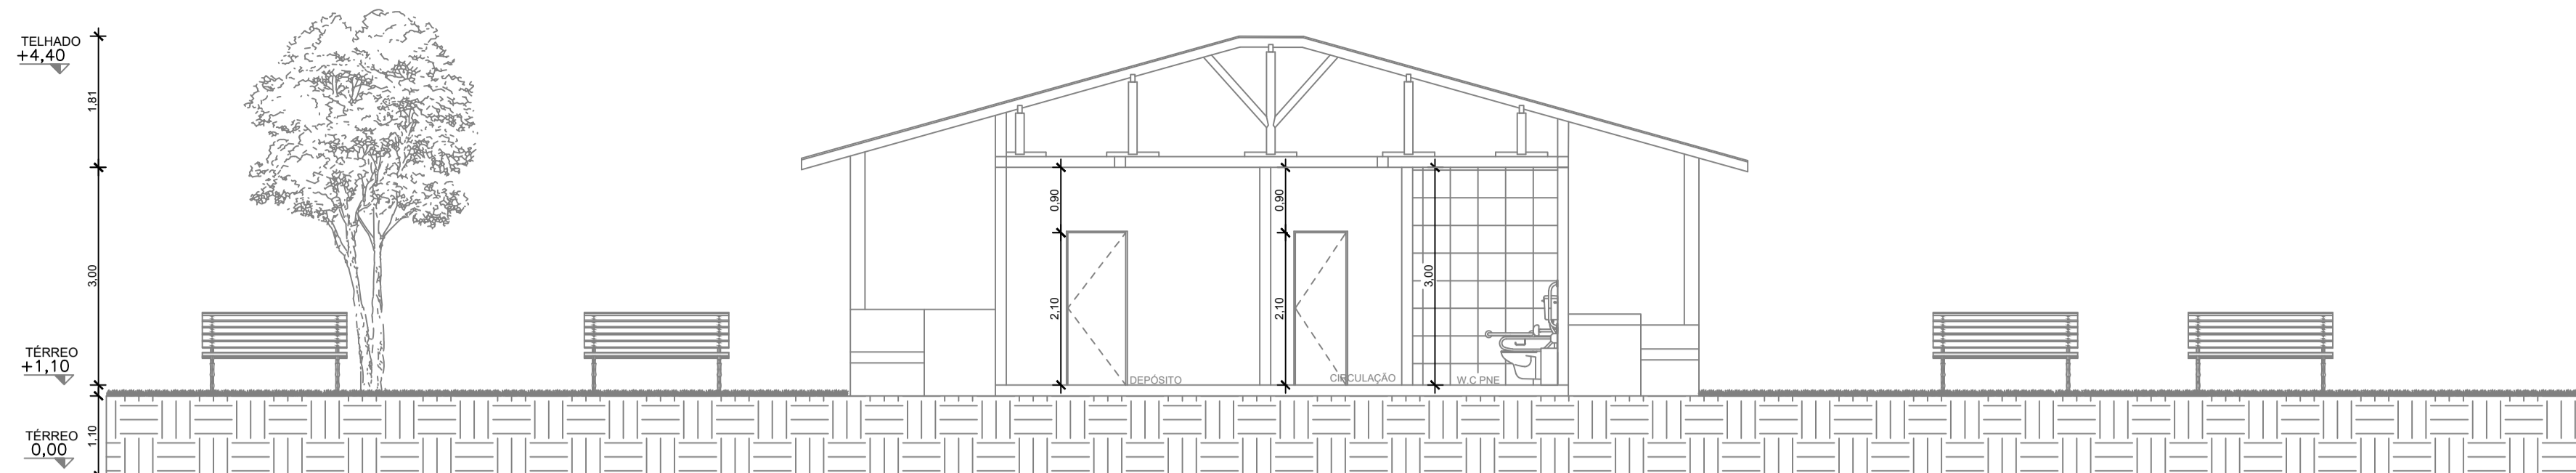 TELHADO
+4,40
1.81
3,00
TÉRREO
+1,10
1.10
TÉRREO
0,00
0.90
2,10
DEPÓSITO
0.90
2,10
CIRCULAÇÃO
3,00
W.C PNE